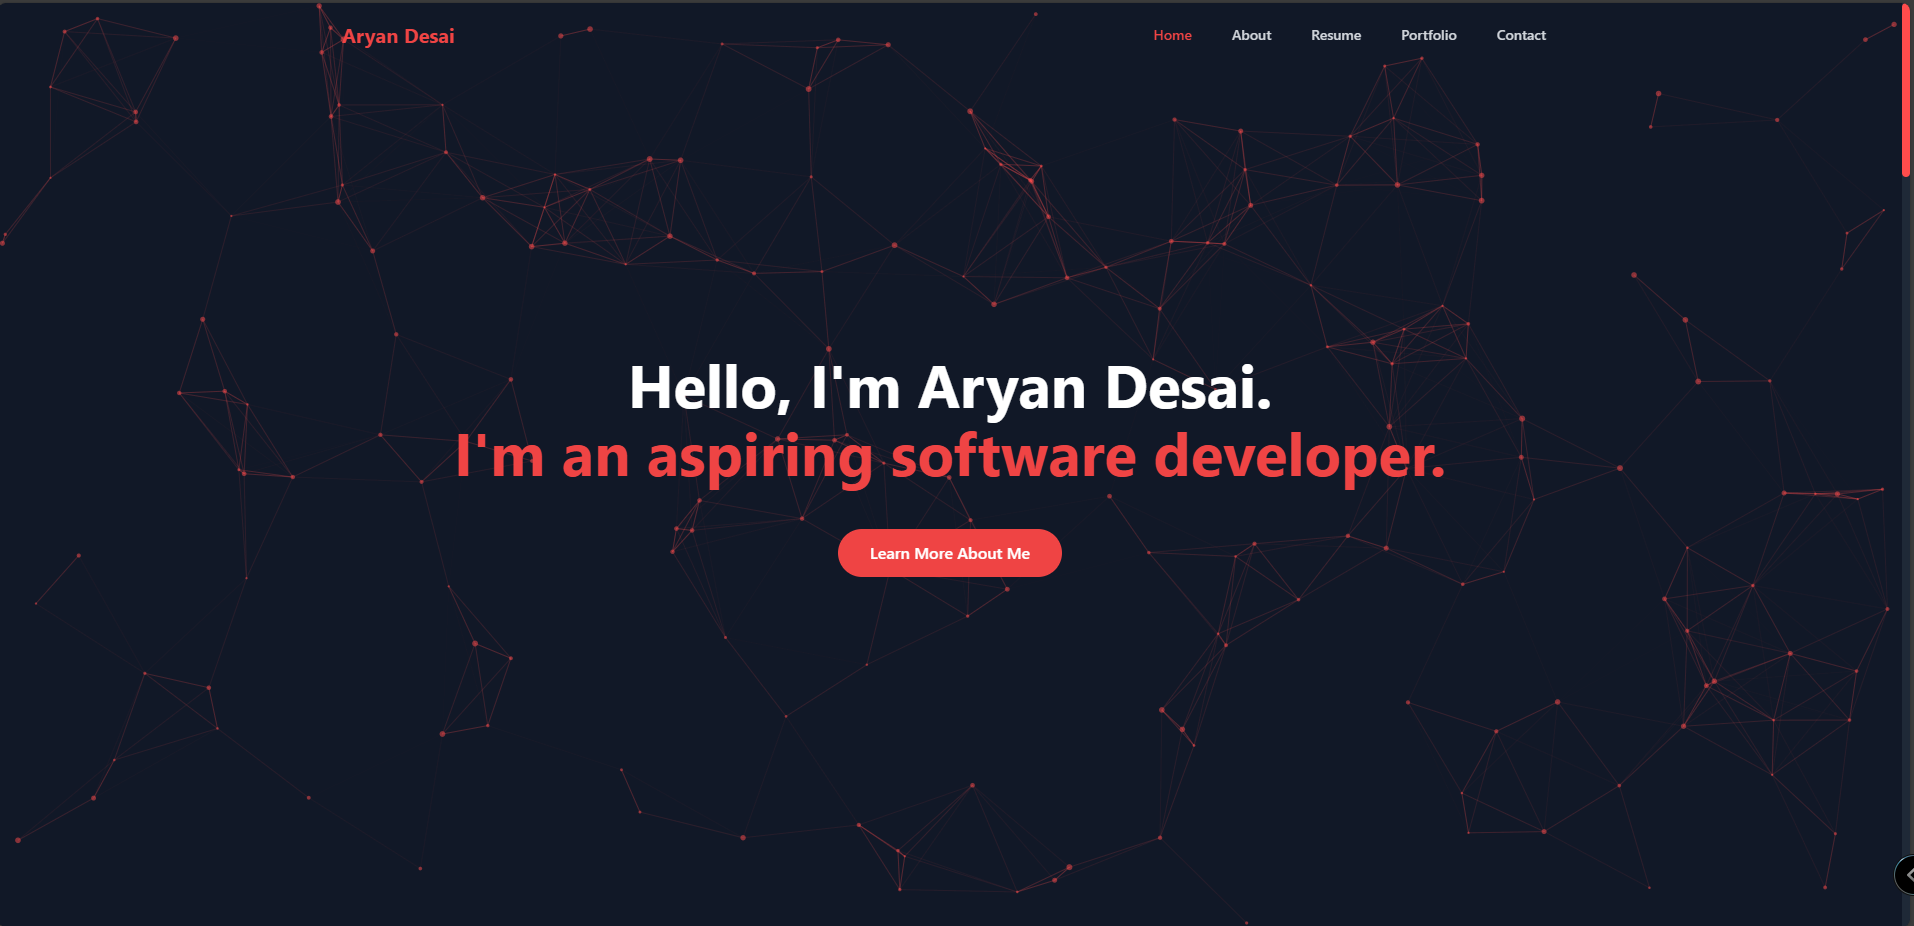 Aryan Desai
Home About Resume Portfolio Contact
Hello, I'm Aryan Desai.
I'm an aspiring software developer.
Learn More About Me